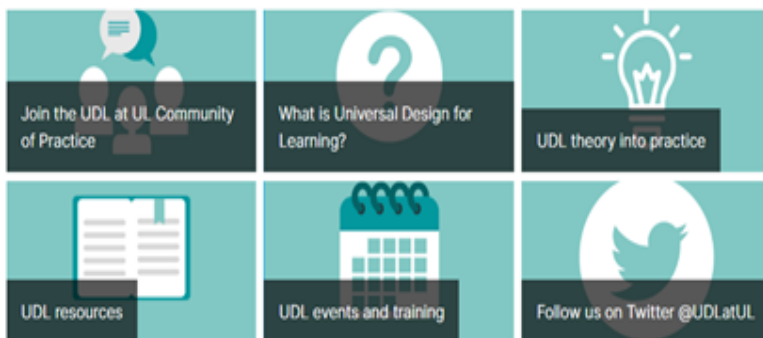 Join the UDL at UL Community
of Practice
What is Universal Design for
Learning?
UDL theory into practice
UDL resources
UDL events and training
Follow us on Twitter @UDLatUL